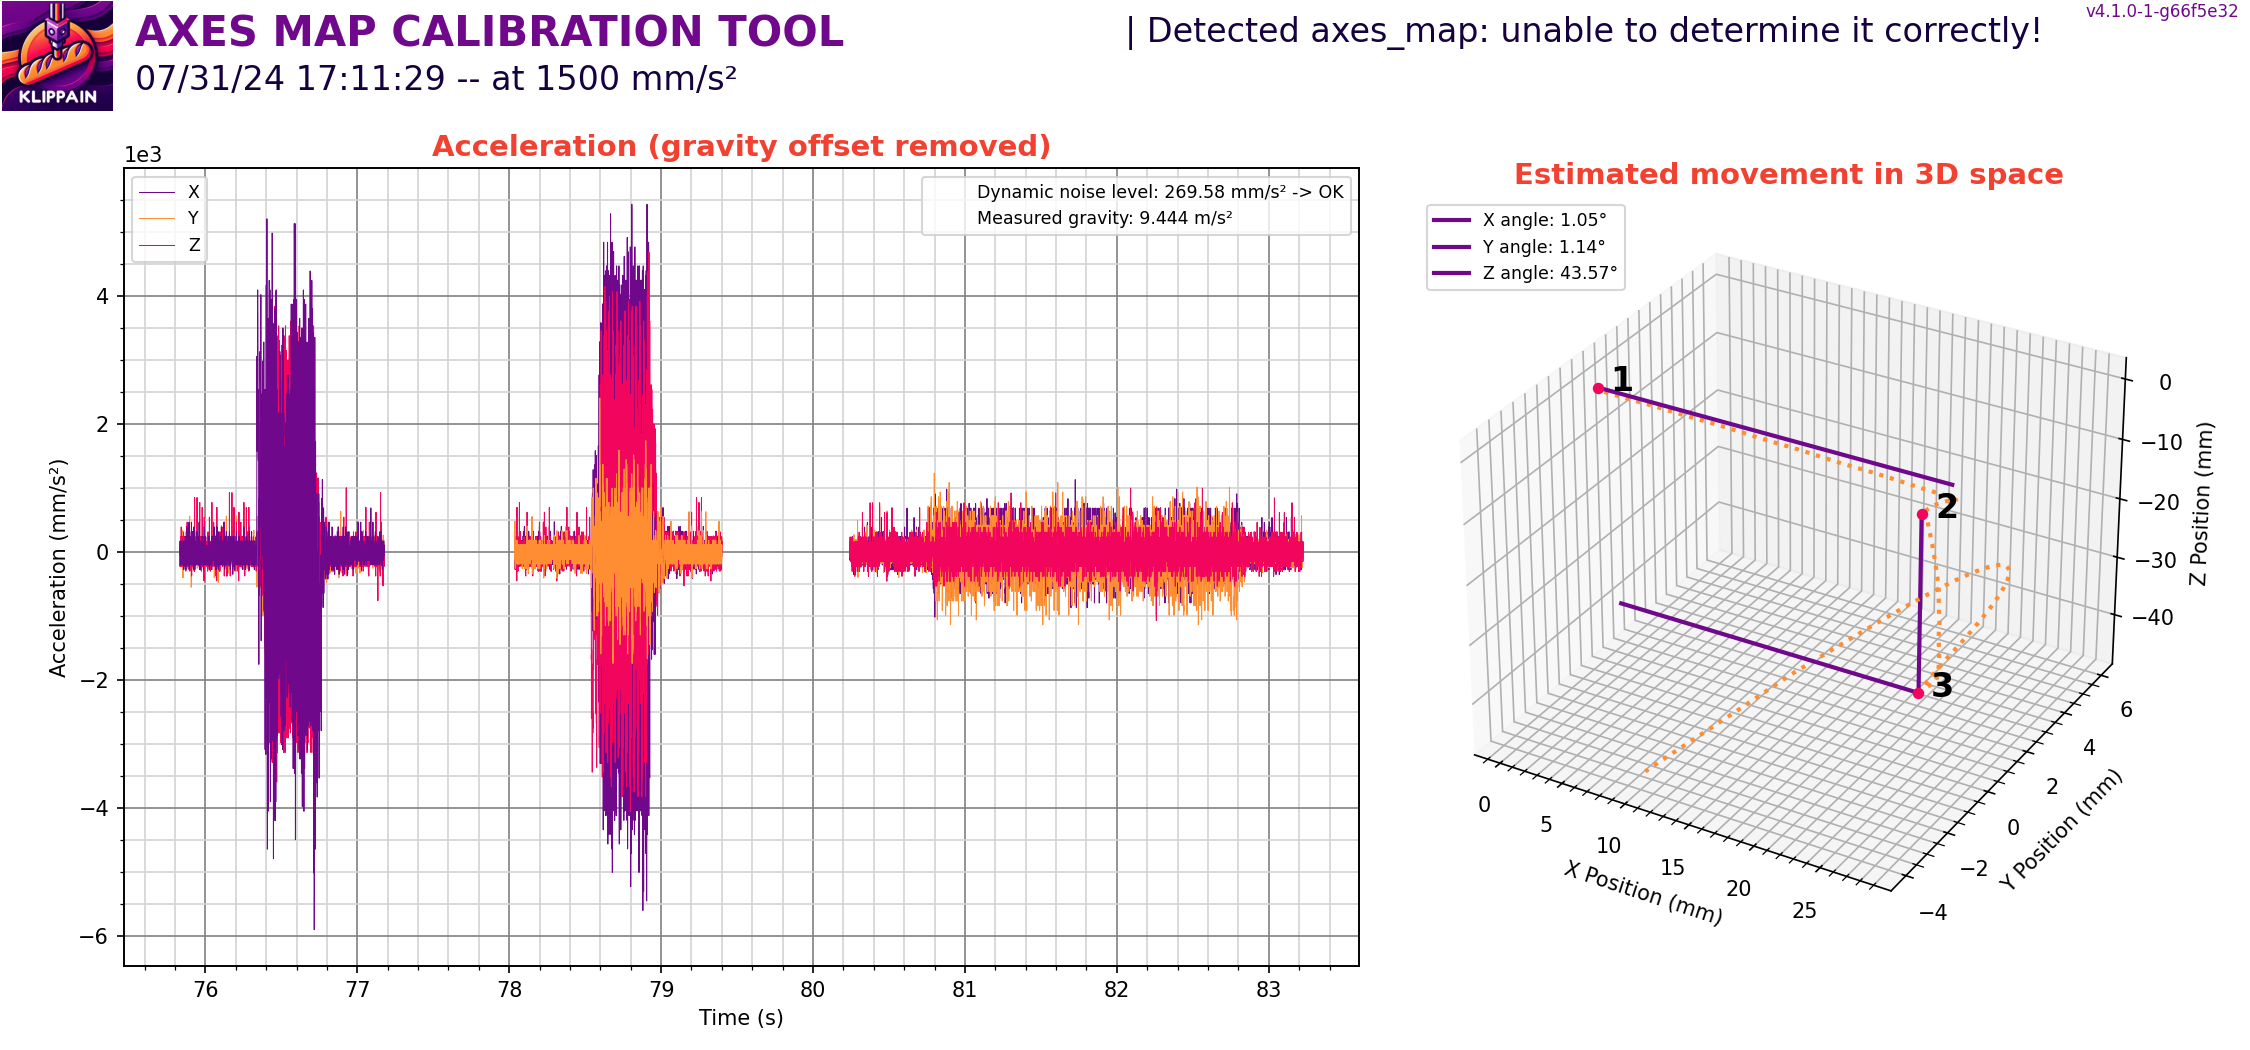 KLIPPAIN
AXES MAP CALIBRATION TOOL
07/31/24 17:11:29 -- at 1500 mm/s²
| Detected axes_map: unable to determine it correctly!
v4.1.0-1-g66f5e32
Acceleration (gravity offset removed)
1e3
X
Y
Z
Dynamic noise level: 269.58 mm/s² -> OK
Measured gravity: 9.444 m/s²
Acceleration (mm/s²)
4
2
0
−2
−4
−6
76 77 78 79 80 81 82 83
Time (s)
Estimated movement in 3D space
X angle: 1.05°
Y angle: 1.14°
Z angle: 43.57°
1
2
3
0
−10
−20
−30
−40
Z Position (mm)
6
4
2
0
−2
−4
Y Position (mm)
0
5
10
15
20
25
X Position (mm)